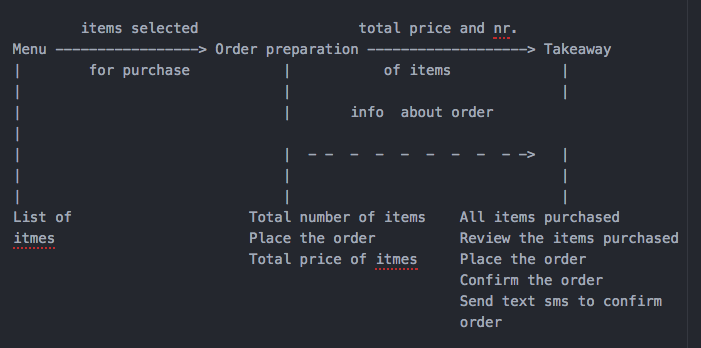 items selected                   total price and nr.
Menu -----------------> Order preparation -------------------> Takeaway
|        for purchase           |           of items             |
|                               |                                |
|                               |       info  about order
|
|                               |  - -  -  -  -  -  -  -  - ->   |
|                               |                                |
|                               |                                |
List of                     Total number of items    All items purchased
itmes                       Place the order          Review the items purchased
                            Total price of itmes     Place the order
                                                     Confirm the order
                                                     Send text sms to confirm
                                                     order